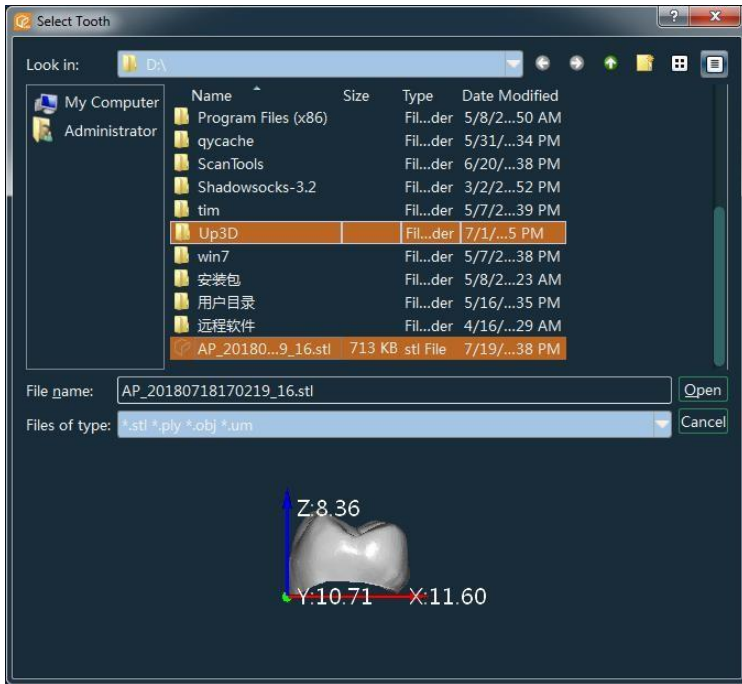 Select Tooth
Look in: D:\
My Computer
Administrator
Name Size Type Date Modified
Program Files (x86) Fil...der 5/8/2...50 AM
qycache Fil...der 5/31/...34 PM
ScanTools Fil...der 6/20/...38 PM
Shadowsocks-3.2 Fil...der 3/2/2...52 PM
tim Fil...der 5/7/2...39 PM
Up3D Fil...der 7/1/...5 PM
win7 Fil...der 5/7/2...38 PM
安装包 Fil...der 5/8/2...23 AM
用户目录 Fil...der 5/16/...35 PM
远程软件 Fil...der 4/16/...29 AM
AP_20180...9_16.stl 713 KB stl File 7/19/...38 PM
File name: AP_20180718170219_16.stl Open
Files of type: *.stl *.ply *.obj *.um Cancel
Z:8.36
Y:10.71 X:11.60